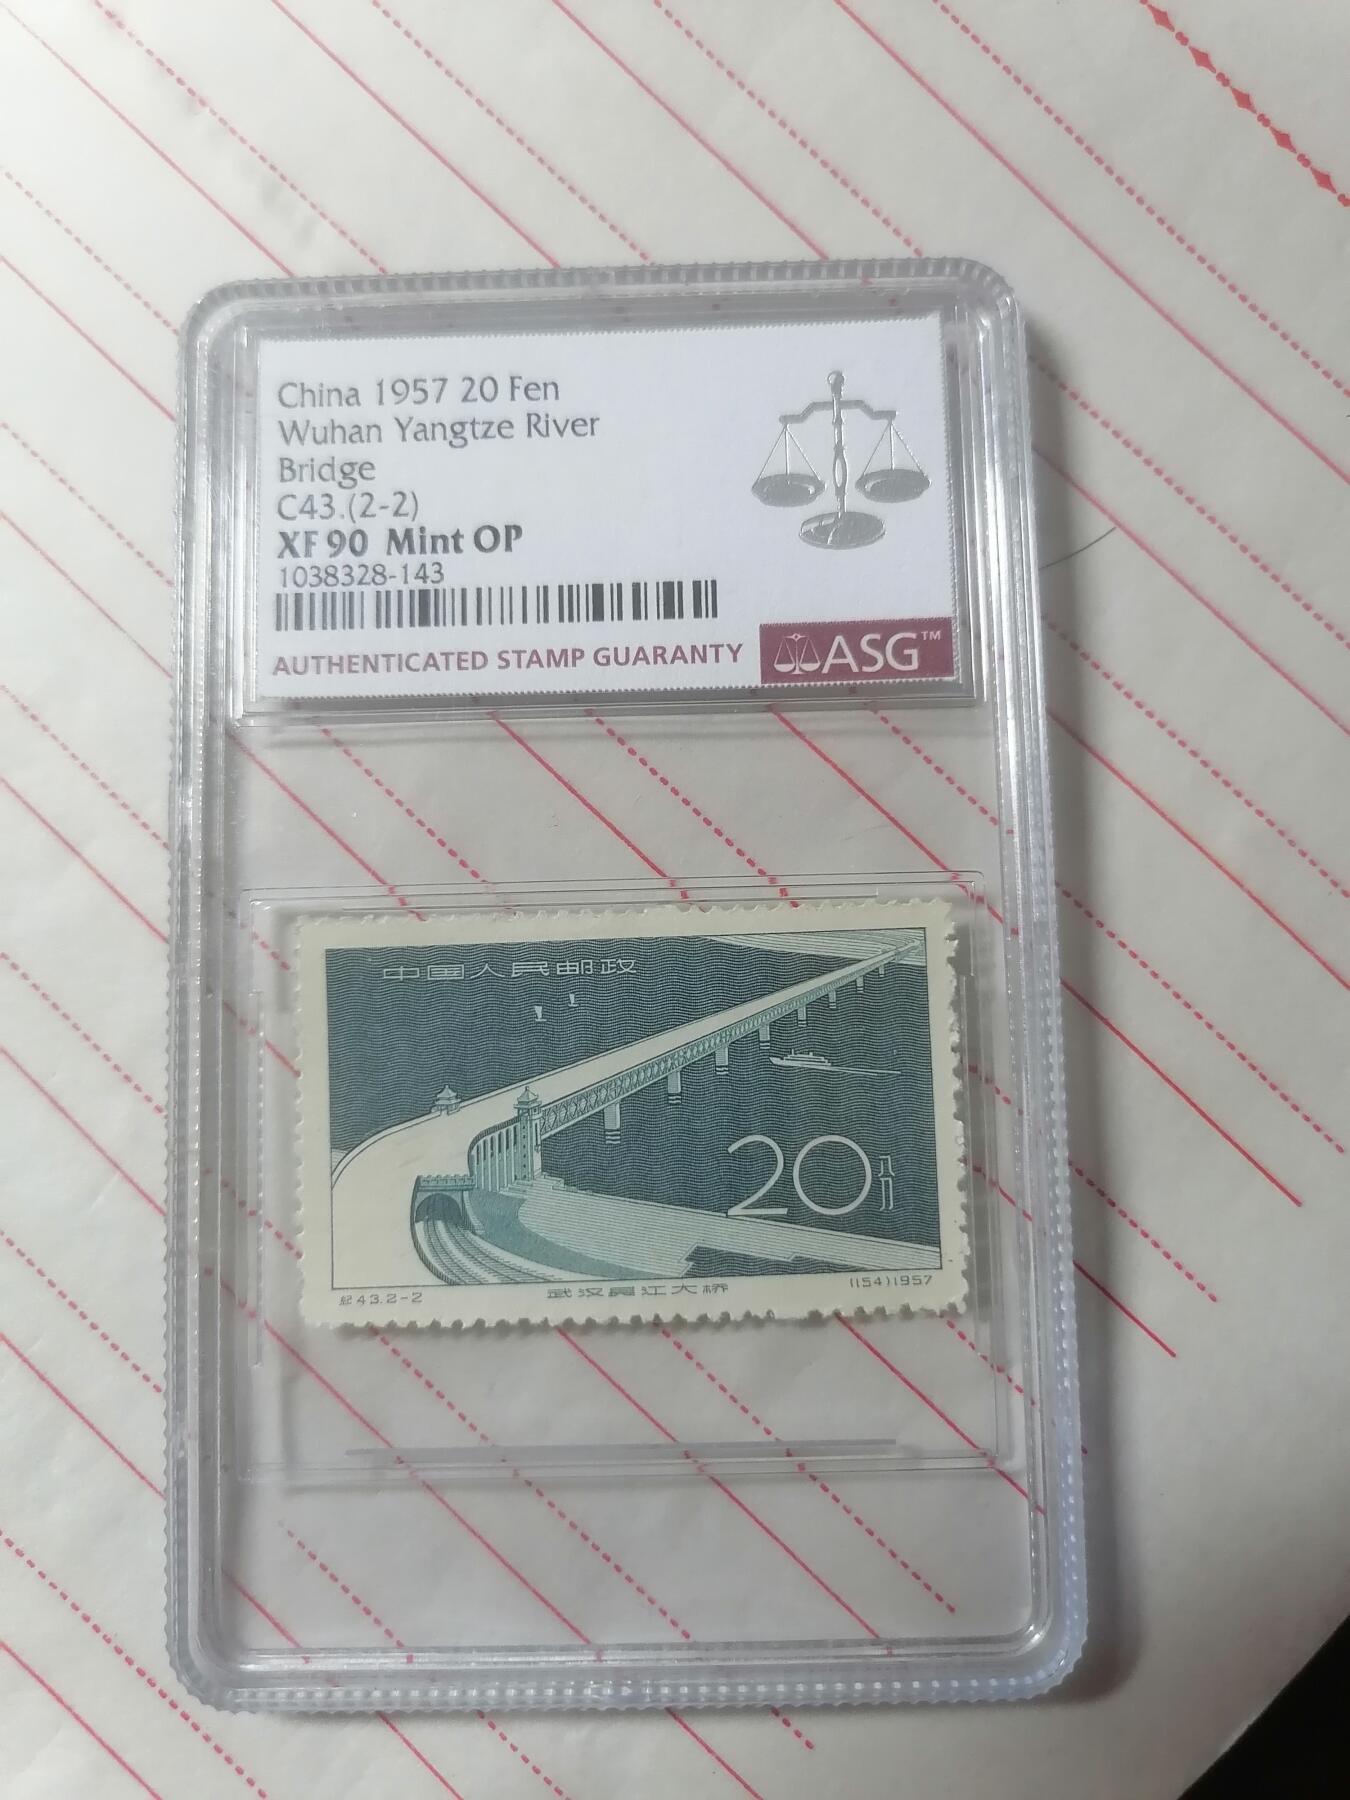 China 1957 20 Fen
Wuhan Yangtze River
Bridge
C43.(2-2)
XF 90 Mint OP
1038328-143
AUTHENTICATED STAMP GUARANTY
ASG™
中国人民邮政
20分
纪43.2-2
武汉長江大桥
(154)1957